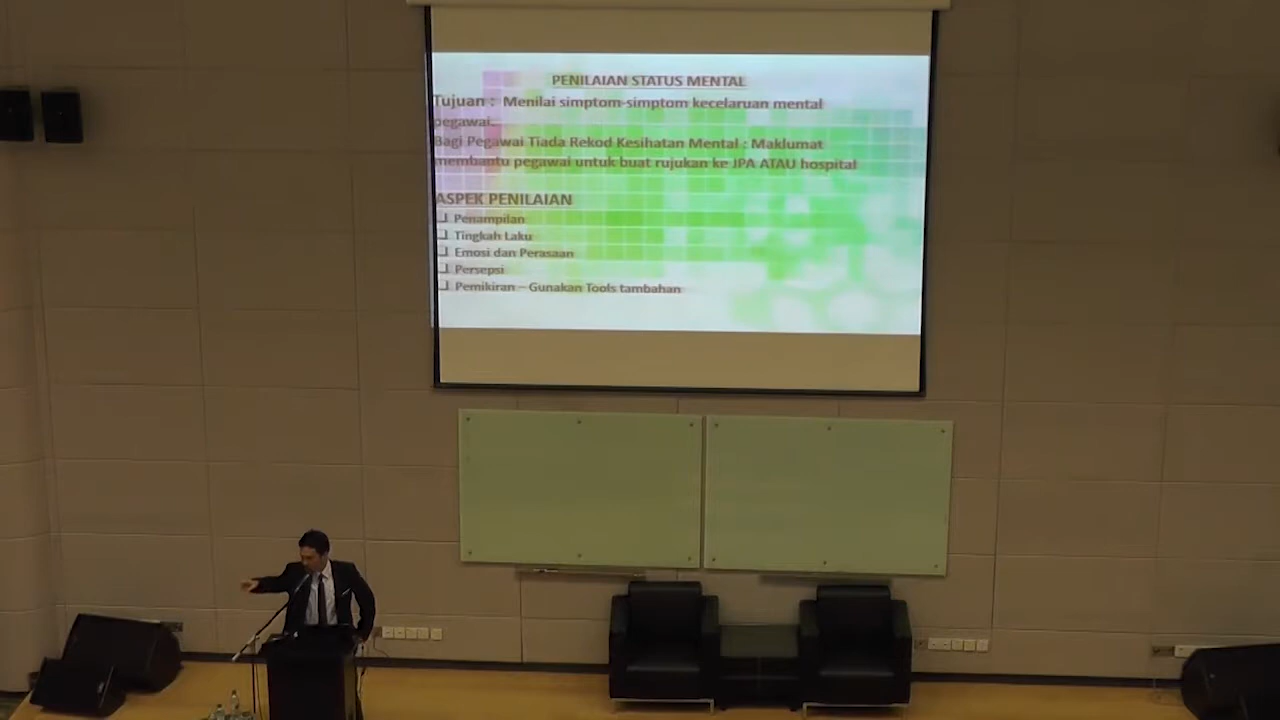 PENILAIAN STATUS MENTAL
Tujuan : Menilai simptom-simptom kecelaruan mental
pegawai.
Bagi Pegawai Tiada Rekod Kesihatan Mental : Maklumat
membantu pegawai untuk buat rujukan ke JPA ATAU hospital
ASPEK PENILAIAN
❑ Penampilan
❑ Tingkah Laku
❑ Emosi dan Perasaan
❑ Persepsi
❑ Pemikiran – Gunakan Tools tambahan